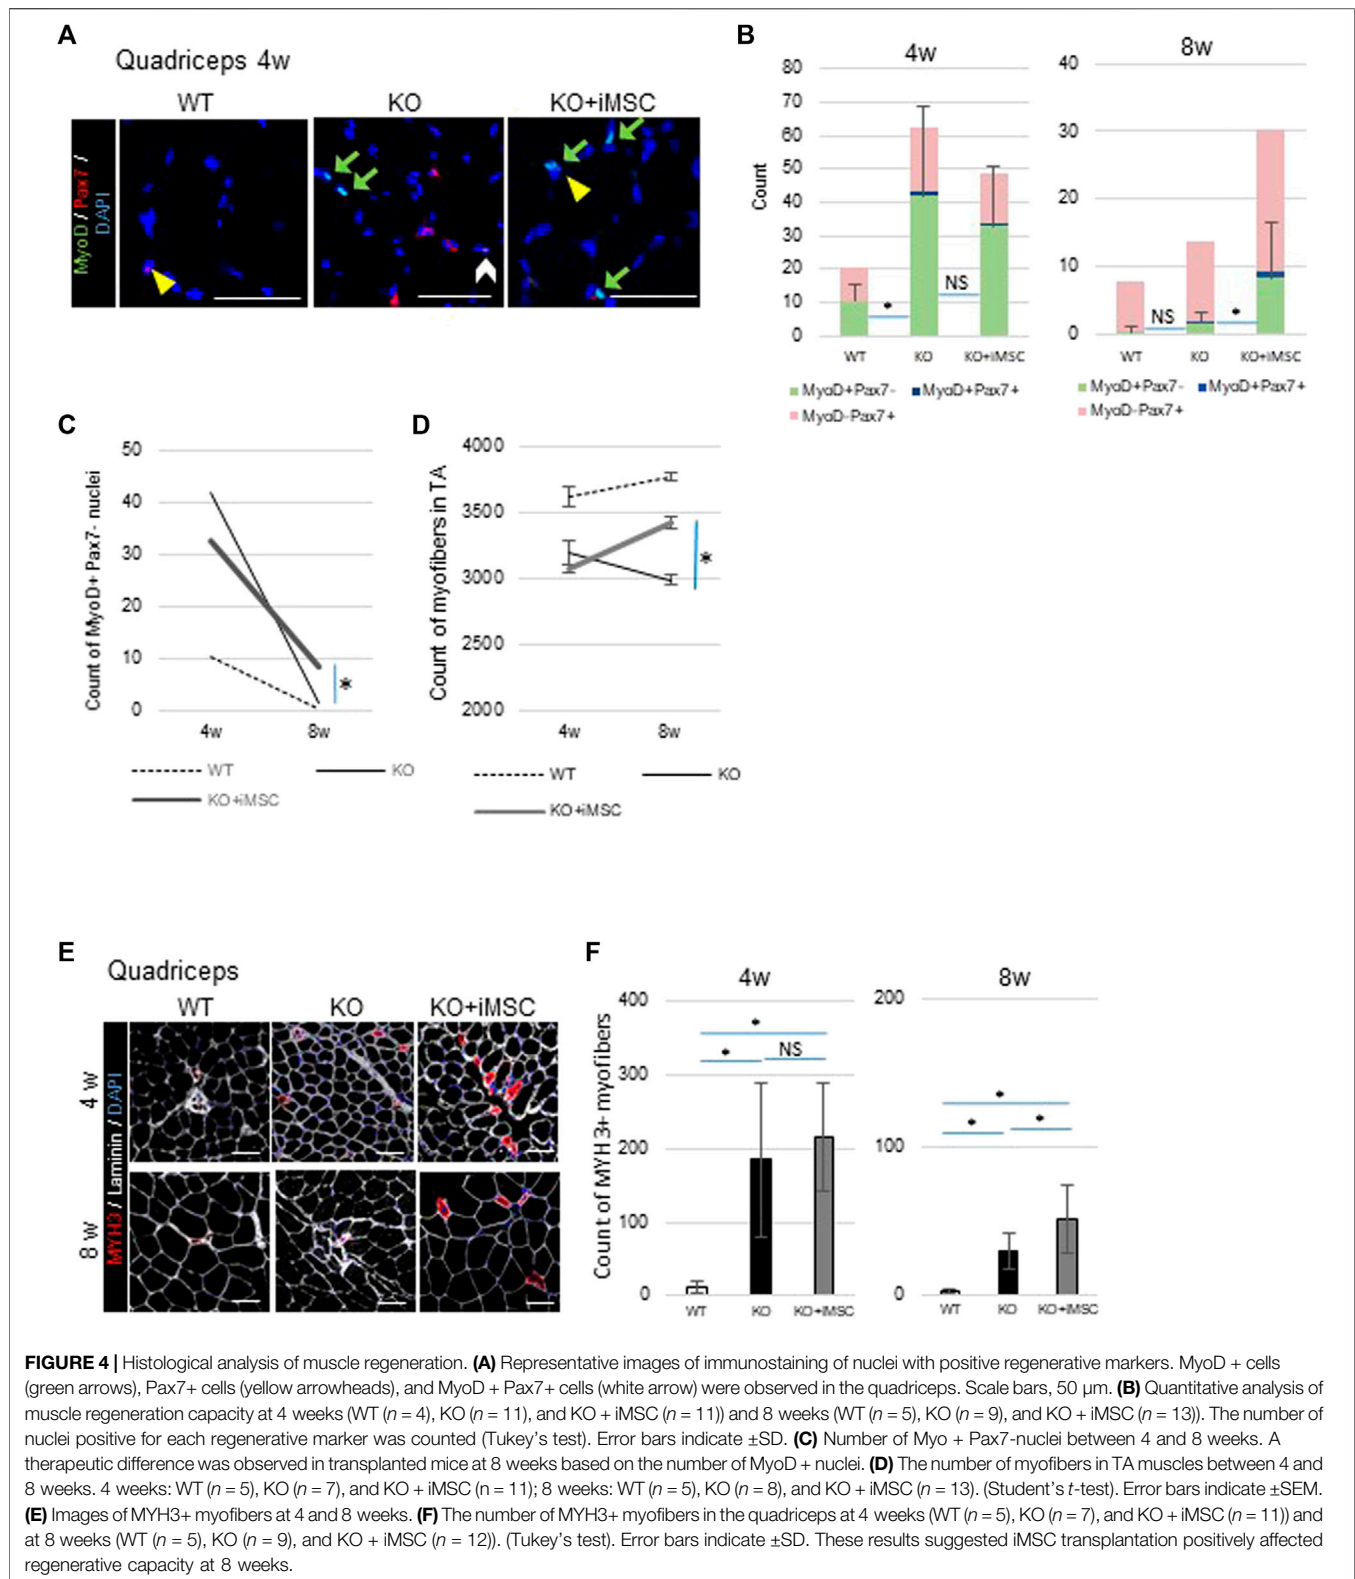 A
Quadriceps 4w
WT KO KO+iMSC
MyoD / Pax7 /
DAPI
B
4w
80
70
60
50
40
30
20
10
0
Count
* NS
WT KO KO+iMSC
MyoD+Pax7- MyoD+Pax7+
MyoD-Pax7+
8w
40
30
20
10
0
NS *
WT KO KO+iMSC
MyoD+Pax7- MyoD+Pax7+
MyoD-Pax7+
C
50
40
30
20
10
0
Count of MyoD+ Pax7- nuclei
*
4w 8w
WT KO
KO+iMSC
D
4000
3500
3000
2500
2000
Count of myofibers in TA
*
4w 8w
WT KO
KO+iMSC
E
Quadriceps
WT KO KO+iMSC
4 w
8 w
MYH3 / Laminin / DAPI
F
4w
400
300
200
100
0
Count of MYH3+ myofibers
*
* NS
WT KO KO+iMSC
8w
200
100
0
*
* *
WT KO KO+iMSC
FIGURE 4 | Histological analysis of muscle regeneration. (A) Representative images of immunostaining of nuclei with positive regenerative markers. MyoD + cells
(green arrows), Pax7+ cells (yellow arrowheads), and MyoD + Pax7+ cells (white arrow) were observed in the quadriceps. Scale bars, 50 μm. (B) Quantitative analysis of
muscle regeneration capacity at 4 weeks (WT (n = 4), KO (n = 11), and KO + iMSC (n = 11)) and 8 weeks (WT (n = 5), KO (n = 9), and KO + iMSC (n = 13)). The number of
nuclei positive for each regenerative marker was counted (Tukey's test). Error bars indicate ±SD. (C) Number of Myo + Pax7-nuclei between 4 and 8 weeks. A
therapeutic difference was observed in transplanted mice at 8 weeks based on the number of MyoD + nuclei. (D) The number of myofibers in TA muscles between 4 and
8 weeks. 4 weeks: WT (n = 5), KO (n = 7), and KO + iMSC (n = 11); 8 weeks: WT (n = 5), KO (n = 8), and KO + iMSC (n = 13). (Student's t-test). Error bars indicate ±SEM.
(E) Images of MYH3+ myofibers at 4 and 8 weeks. (F) The number of MYH3+ myofibers in the quadriceps at 4 weeks (WT (n = 5), KO (n = 7), and KO + iMSC (n = 11)) and
at 8 weeks (WT (n = 5), KO (n = 9), and KO + iMSC (n = 12)). (Tukey's test). Error bars indicate ±SD. These results suggested iMSC transplantation positively affected
regenerative capacity at 8 weeks.